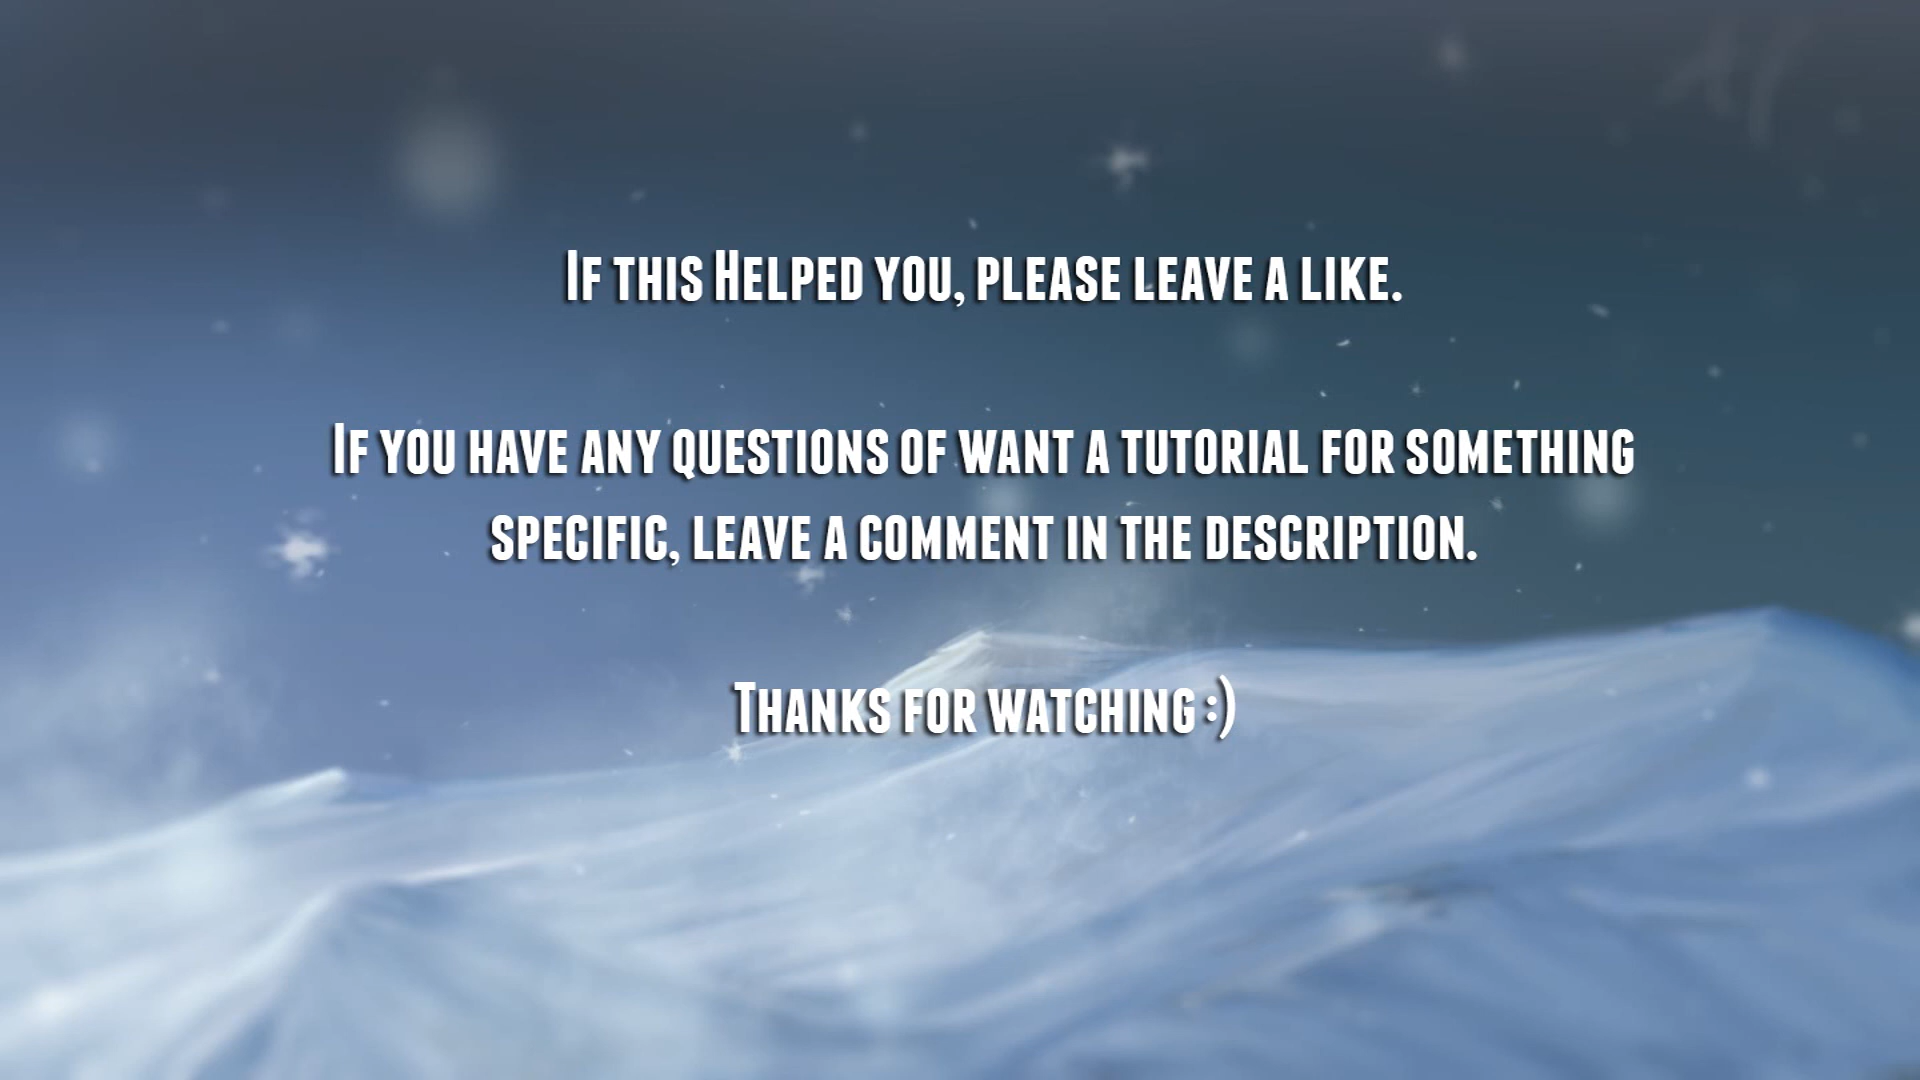 If this Helped you, please leave a like.
If you have any questions of want a tutorial for something
specific, leave a comment in the description.
Thanks for watching :)